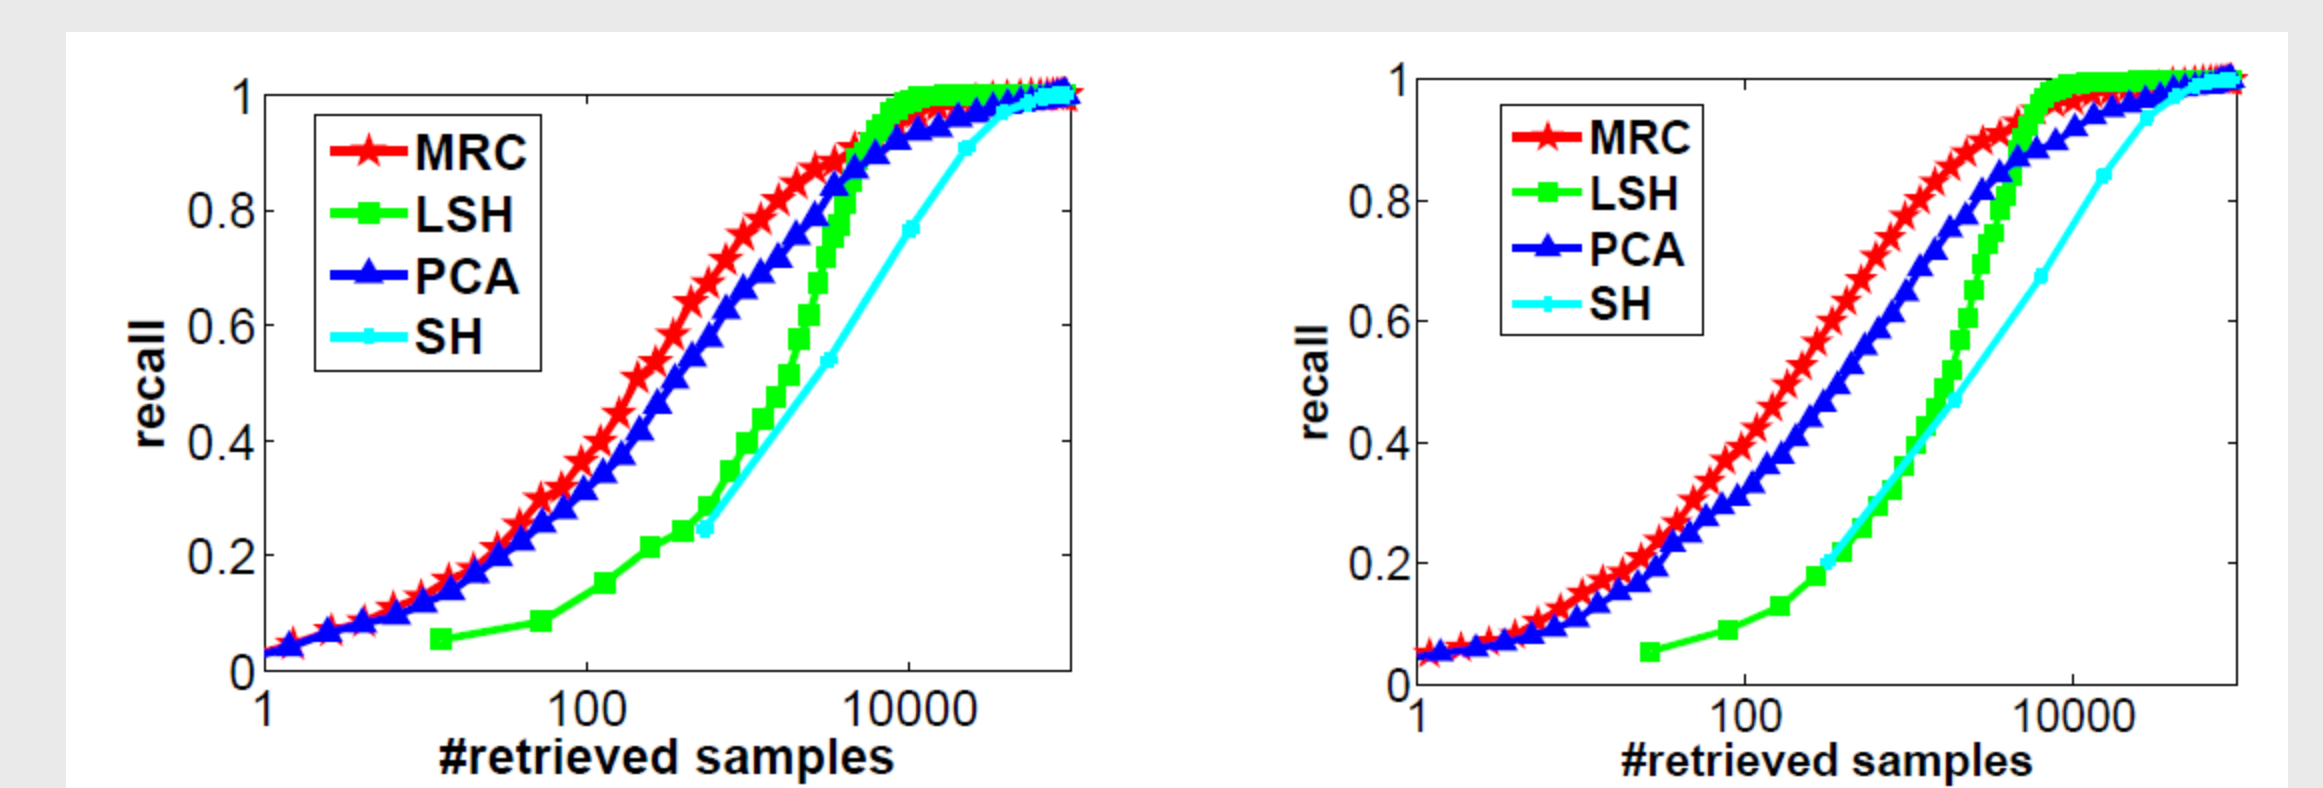 1
0.8
0.6
0.4
0.2
0
recall
MRC
LSH
PCA
SH
1
100
10000
#retrieved samples
1
0.8
0.6
0.4
0.2
0
recall
MRC
LSH
PCA
SH
1
100
10000
#retrieved samples